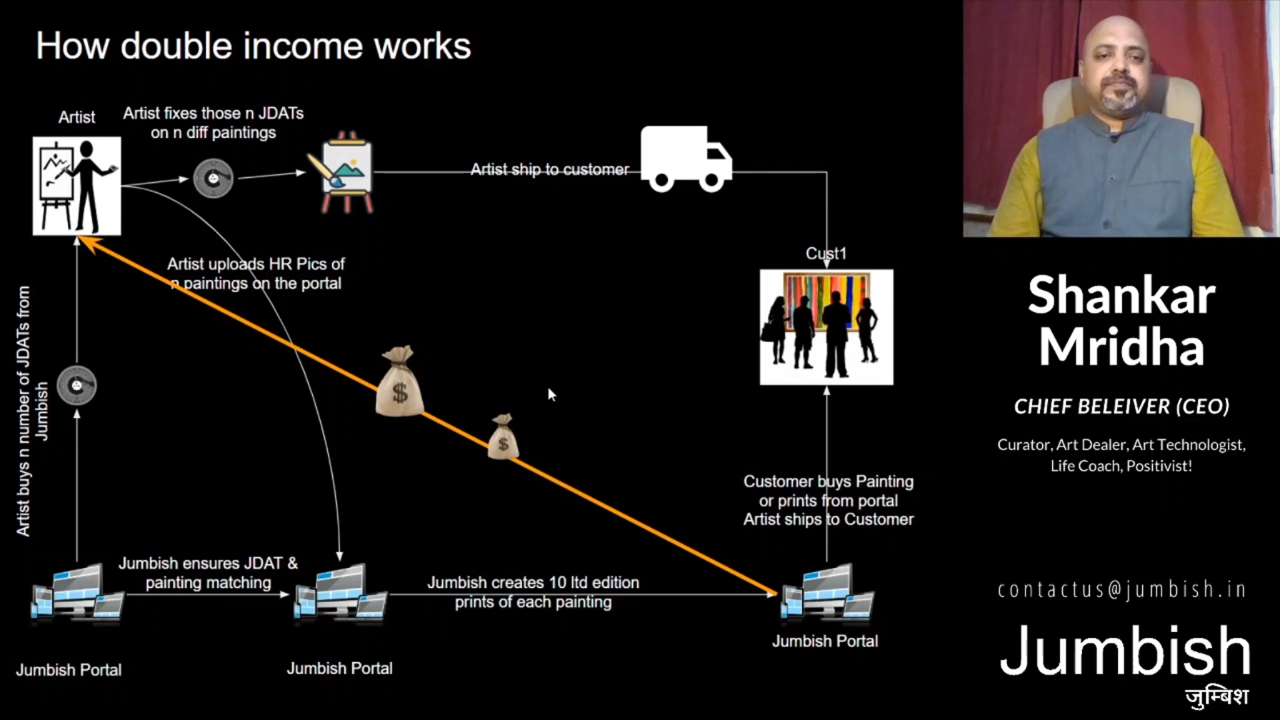 How double income works
Artist
Artist fixes those n JDATs
on n diff paintings
Artist ship to customer
Cust1
Artist uploads HR Pics of
n paintings on the portal
Artist buys n number of JDATs from
Jumbish
$
$
Customer buys Painting
or prints from portal
Artist ships to Customer
Jumbish ensures JDAT &
painting matching
Jumbish creates 10 ltd edition
prints of each painting
Jumbish Portal
Jumbish Portal
Jumbish Portal
Shankar
Mridha
CHIEF BELEIVER (CEO)
Curator, Art Dealer, Art Technologist,
Life Coach, Positivist!
contactus@jumbish.in
Jumbish
जुम्बिश